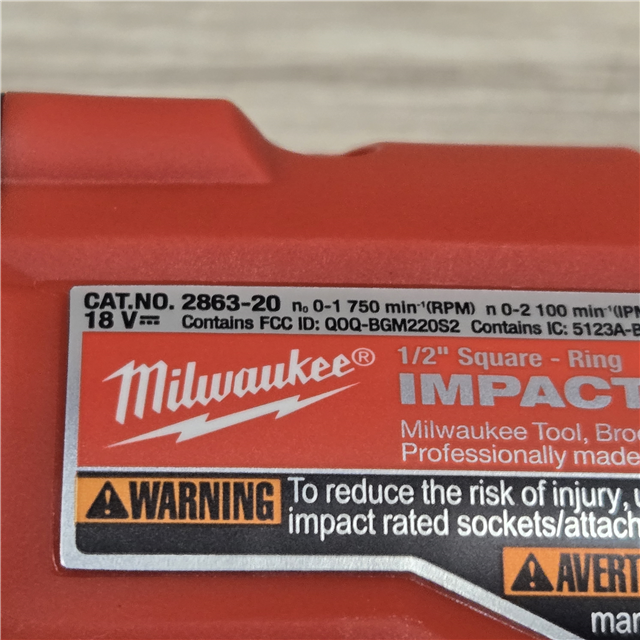 CAT.NO. 2863-20 n₀ 0-1 750 min⁻¹(RPM) n 0-2 100 min⁻¹(IPM
18 V⎓ Contains FCC ID: QOQ-BGM220S2 Contains IC: 5123A-B
Milwaukee®
1/2" Square - Ring
IMPACT
Milwaukee Tool, Broo
Professionally made
WARNING To reduce the risk of injury, u
impact rated sockets/attach
AVERT
mar